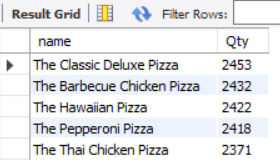 Result Grid Filter Rows:
name Qty
The Classic Deluxe Pizza 2453
The Barbecue Chicken Pizza 2432
The Hawaiian Pizza 2422
The Pepperoni Pizza 2418
The Thai Chicken Pizza 2371